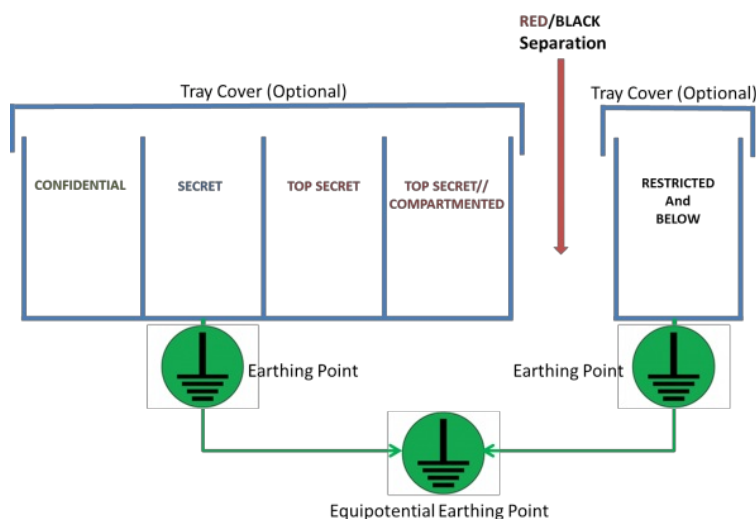 RED/BLACK
Separation
Tray Cover (Optional)
Tray Cover (Optional)
CONFIDENTIAL
SECRET
TOP SECRET
TOP SECRET//
COMPARTMENTED
RESTRICTED
And
BELOW
Earthing Point
Earthing Point
Equipotential Earthing Point